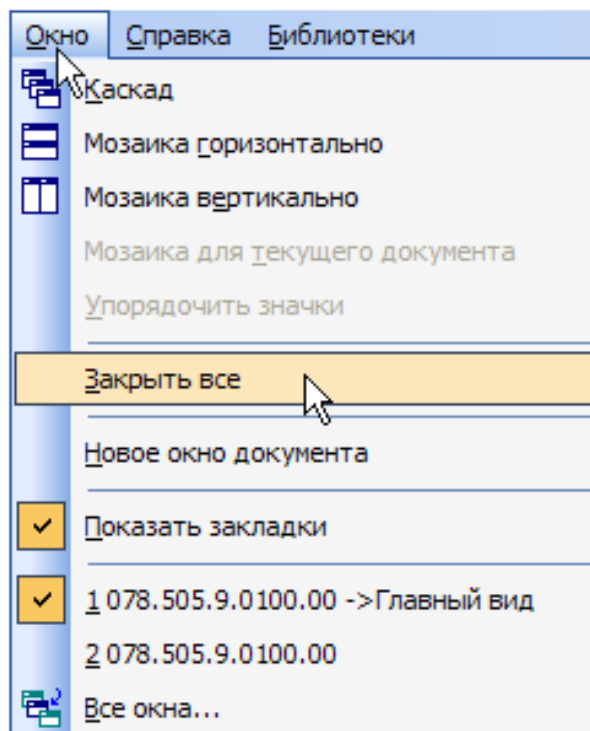 Окно Справка Библиотеки
Каскад
Мозаика горизонтально
Мозаика вертикально
Мозаика для текущего документа
Упорядочить значки
Закрыть все
Новое окно документа
Показать закладки
1 078.505.9.0100.00 ->Главный вид
2 078.505.9.0100.00
Все окна...